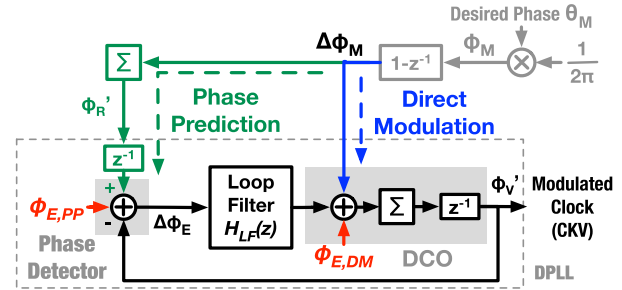 Desired Phase θM
ΔΦM
ΦM
1
2π
Σ
1-z-1
×
ΦR'
Phase
Prediction
Direct
Modulation
z-1
+
ΦE,PP
+
-
ΔΦE
Loop
Filter
HLF(z)
+
Σ
z-1
ΦV'
Modulated
Clock
(CKV)
Phase
Detector
ΦE,DM
DCO
DPLL